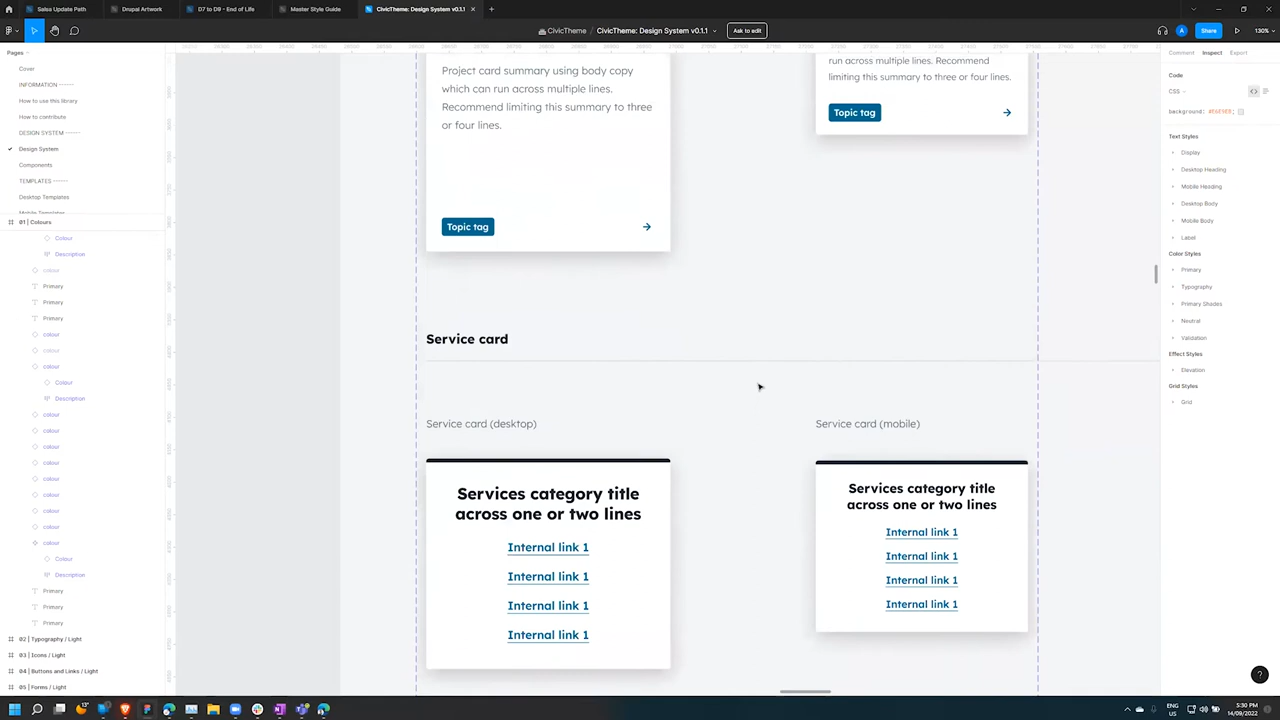 Salsa Update Path
Drupal Artwork
D7 to D9 - End of Life
Master Style Guide
CivicTheme: Design System v0.1.1
CivicTheme / CivicTheme: Design System v0.1.1
Ask to edit
A
Share
130%
Pages
Cover
INFORMATION ------
How to use this library
How to contribute
DESIGN SYSTEM -----
Design System
Components
TEMPLATES ------
Desktop Templates
Mobile Templates
01 | Colours
Colour
Description
colour
Primary
Primary
Primary
colour
colour
colour
Colour
Description
colour
colour
colour
colour
colour
colour
colour
colour
colour
Colour
Description
Primary
Primary
Primary
02 | Typography / Light
03 | Icons / Light
04 | Buttons and Links / Light
05 | Forms / Light
Project card summary using body copy
which can run across multiple lines.
Recommend limiting this summary to three
or four lines.
Topic tag
run across multiple lines. Recommend
limiting this summary to three or four lines.
Topic tag
Service card
Service card (desktop)
Services category title
across one or two lines
Internal link 1
Internal link 1
Internal link 1
Internal link 1
Service card (mobile)
Services category title
across one or two lines
Internal link 1
Internal link 1
Internal link 1
Internal link 1
Comment
Inspect
Export
Code
CSS
Text Styles
Display
Desktop Heading
Mobile Heading
Desktop Body
Mobile Body
Label
Color Styles
Primary
Typography
Primary Shades
Neutral
Validation
Effect Styles
Elevation
Grid Styles
Grid
?
13°
ENG
US
5:30 PM
14/09/2022